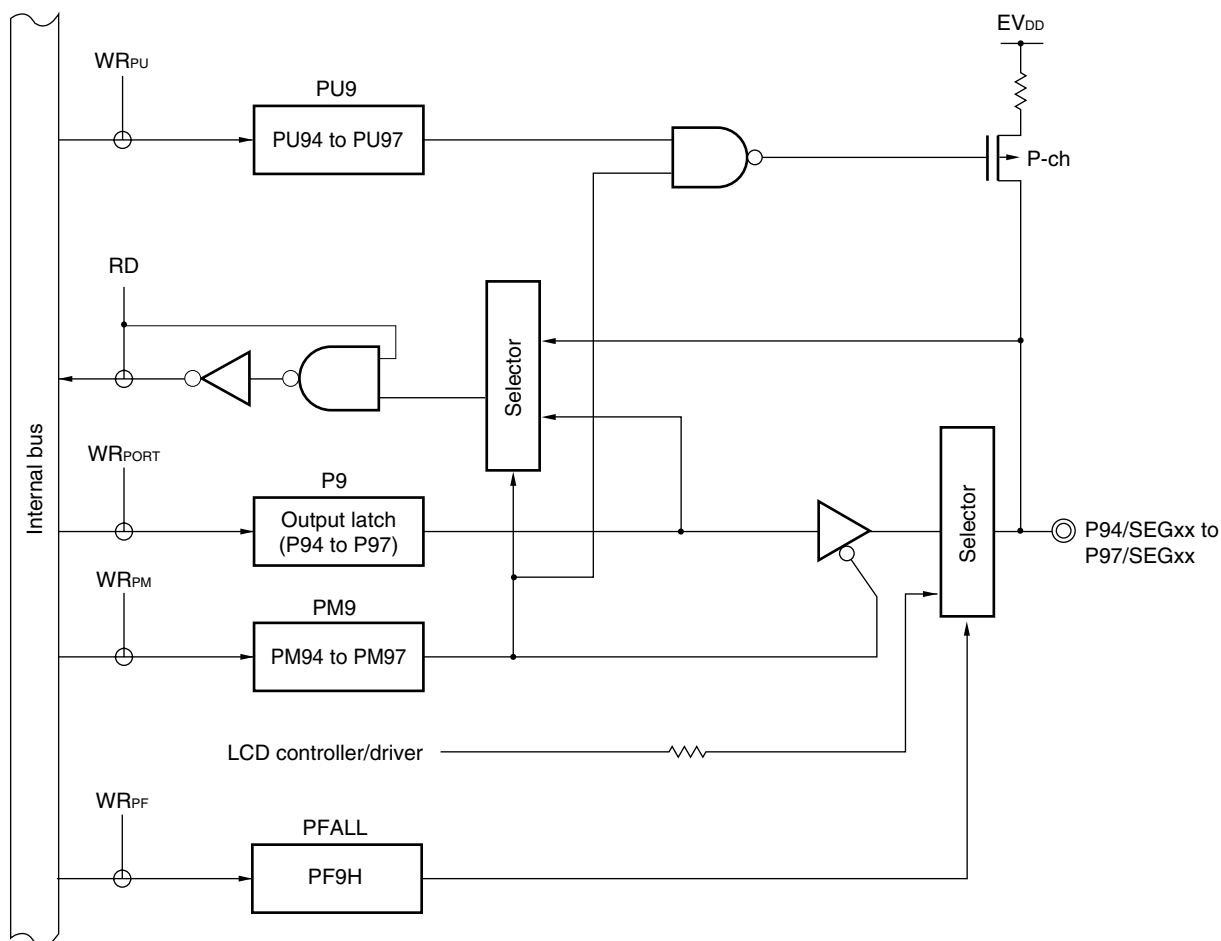 EVDD
WRPU
PU9
PU94 to PU97
P-ch
RD
Selector
Internal bus
WRPORT
P9
Output latch
(P94 to P97)
Selector
P94/SEGxx to
P97/SEGxx
WRPM
PM9
PM94 to PM97
LCD controller/driver
WRPF
PFALL
PF9H